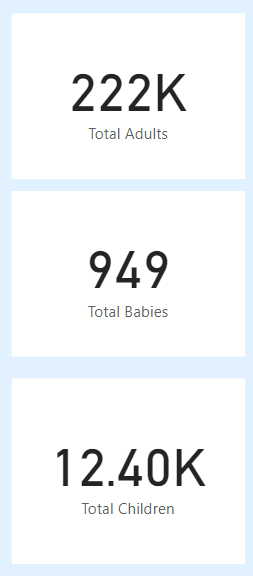 222K
Total Adults
949
Total Babies
12.40K
Total Children